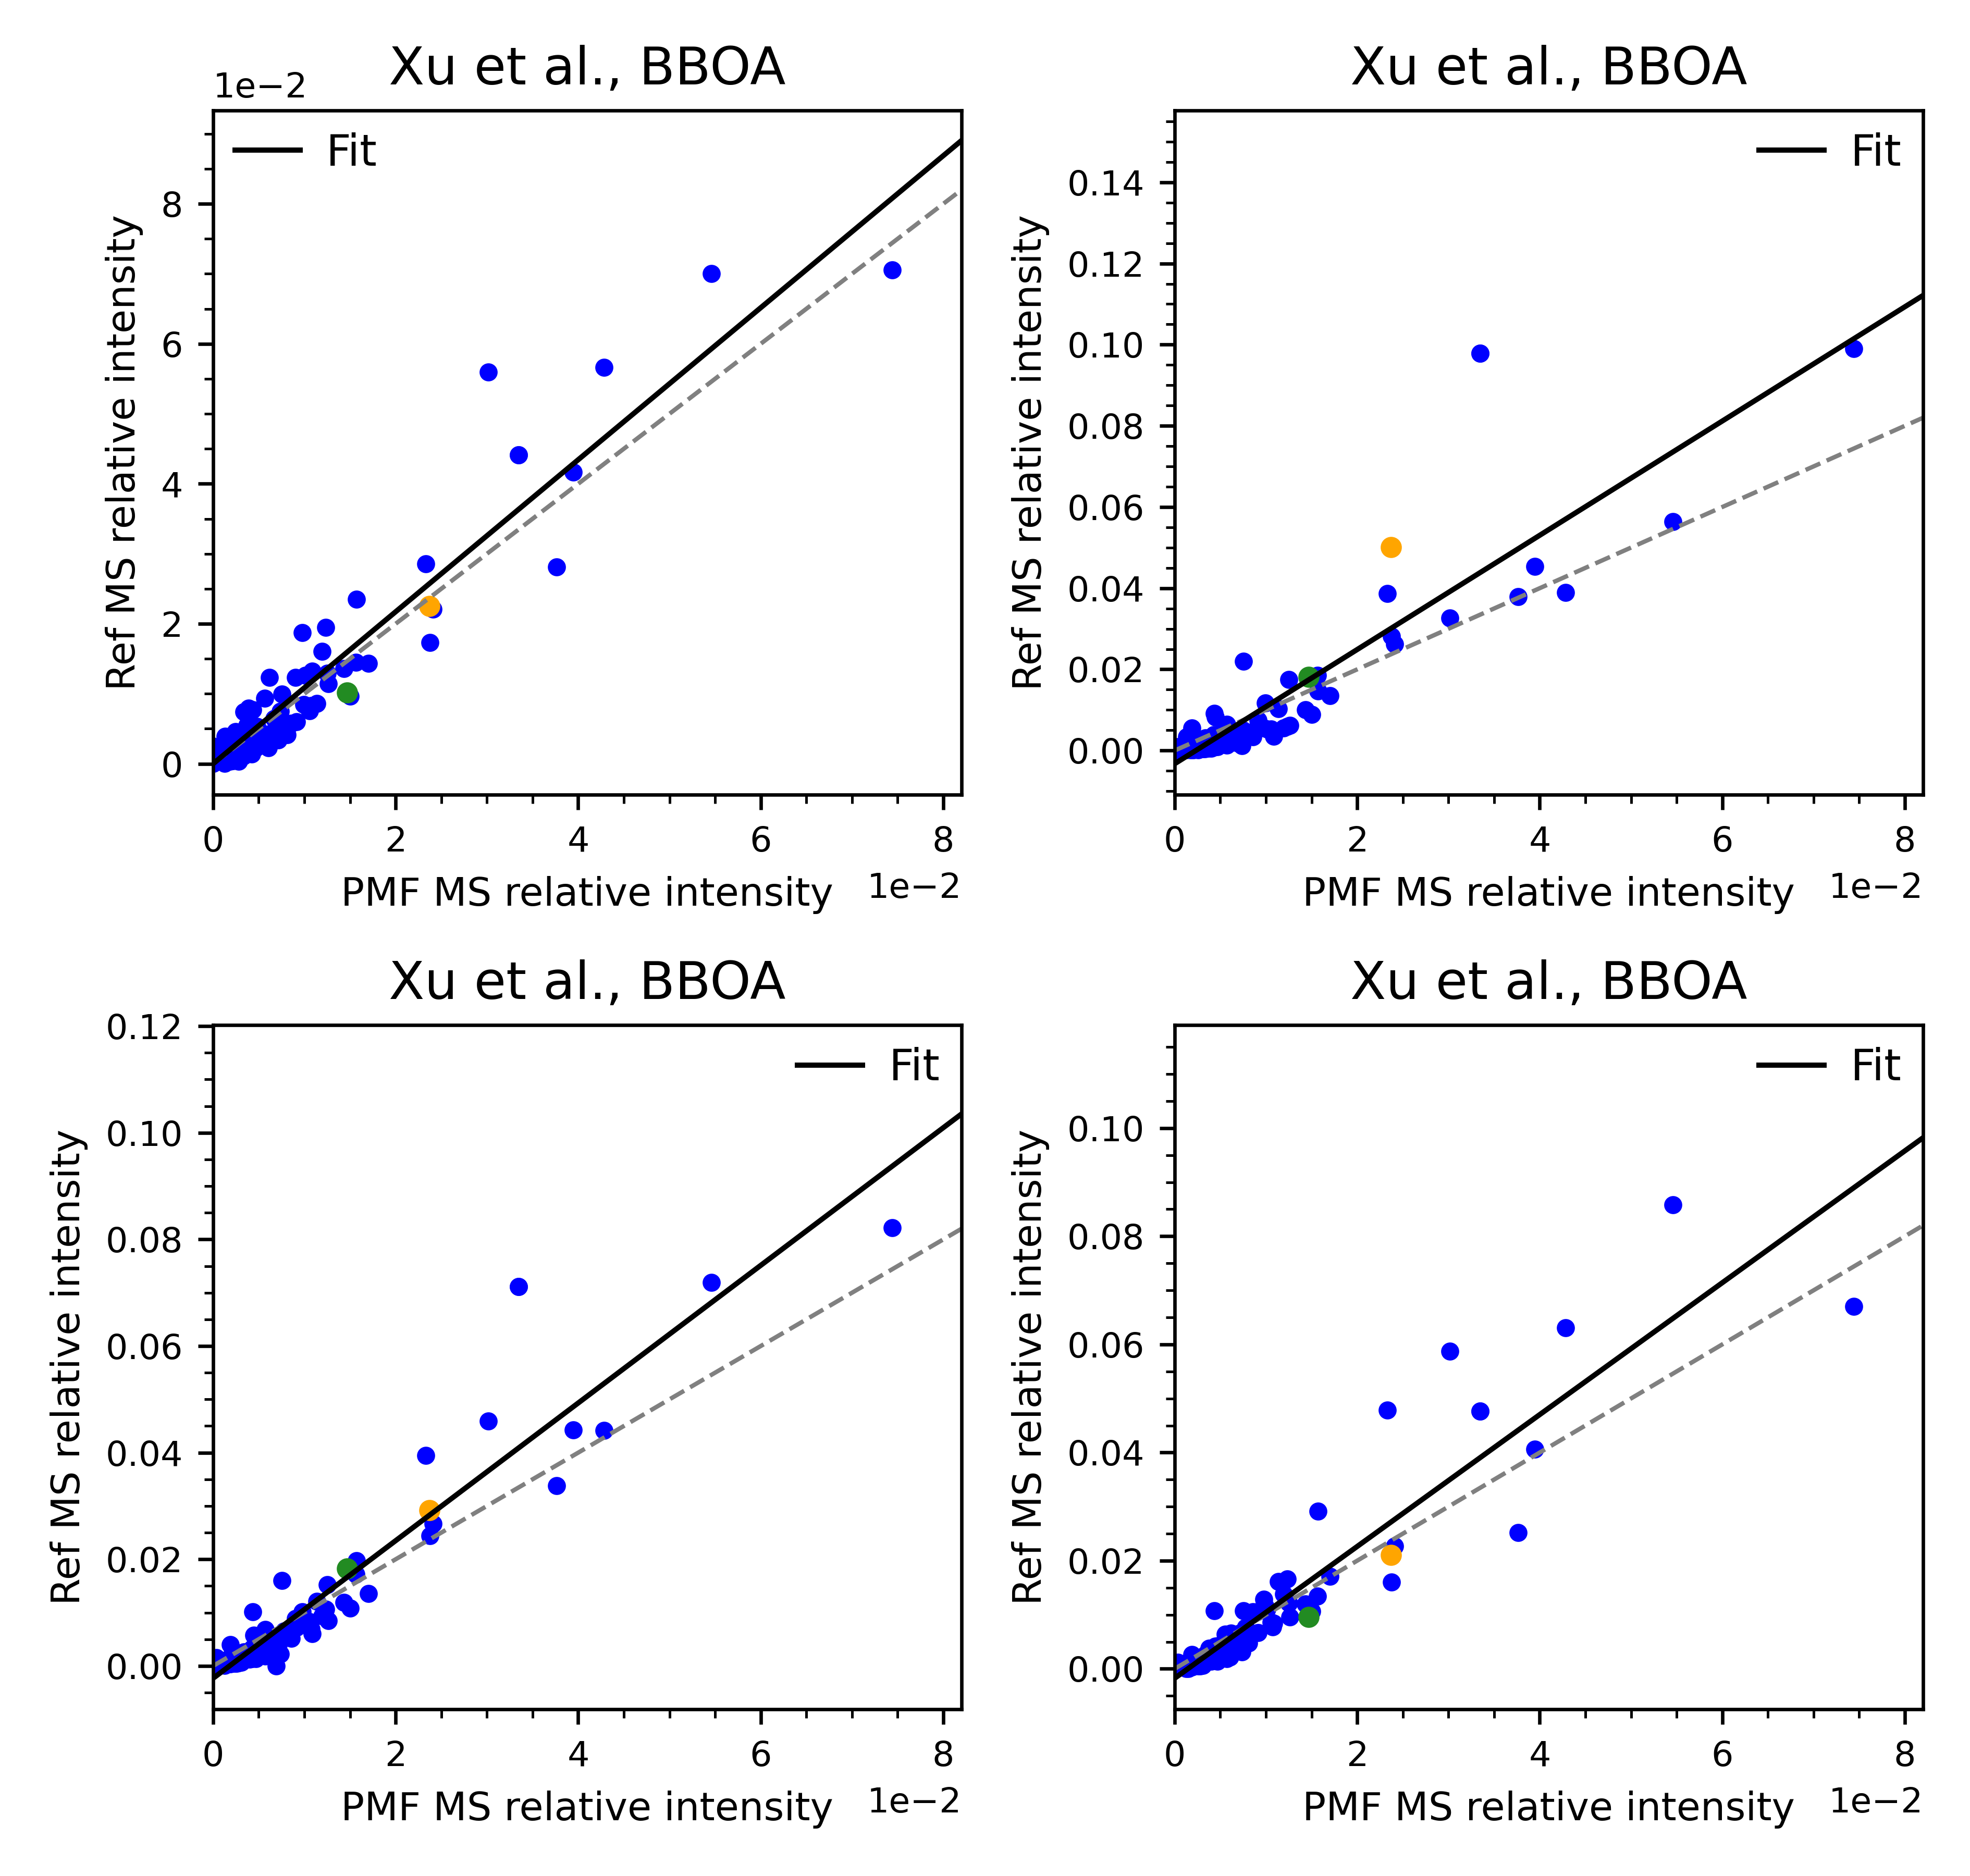 Xu et al., BBOA
1e−2
Fit
8
6
4
2
0
Ref MS relative intensity
0 2 4 6 8
PMF MS relative intensity
1e−2
Xu et al., BBOA
Fit
0.14
0.12
0.10
0.08
0.06
0.04
0.02
0.00
Ref MS relative intensity
0 2 4 6 8
PMF MS relative intensity
1e−2
Xu et al., BBOA
Fit
0.12
0.10
0.08
0.06
0.04
0.02
0.00
Ref MS relative intensity
0 2 4 6 8
PMF MS relative intensity
1e−2
Xu et al., BBOA
Fit
0.10
0.08
0.06
0.04
0.02
0.00
Ref MS relative intensity
0 2 4 6 8
PMF MS relative intensity
1e−2